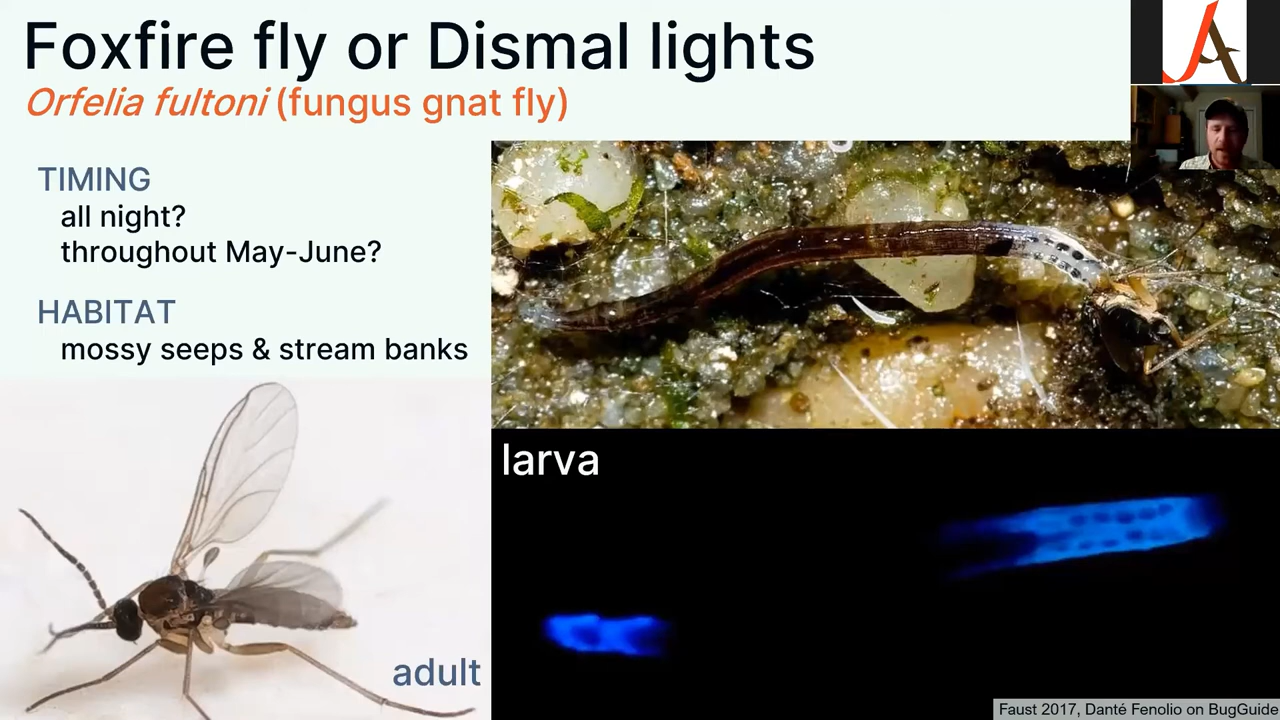 Foxfire fly or Dismal lights
Orfelia fultoni (fungus gnat fly)
TIMING
all night?
throughout May-June?
HABITAT
mossy seeps & stream banks
larva
adult
Faust 2017, Danté Fenolio on BugGuide